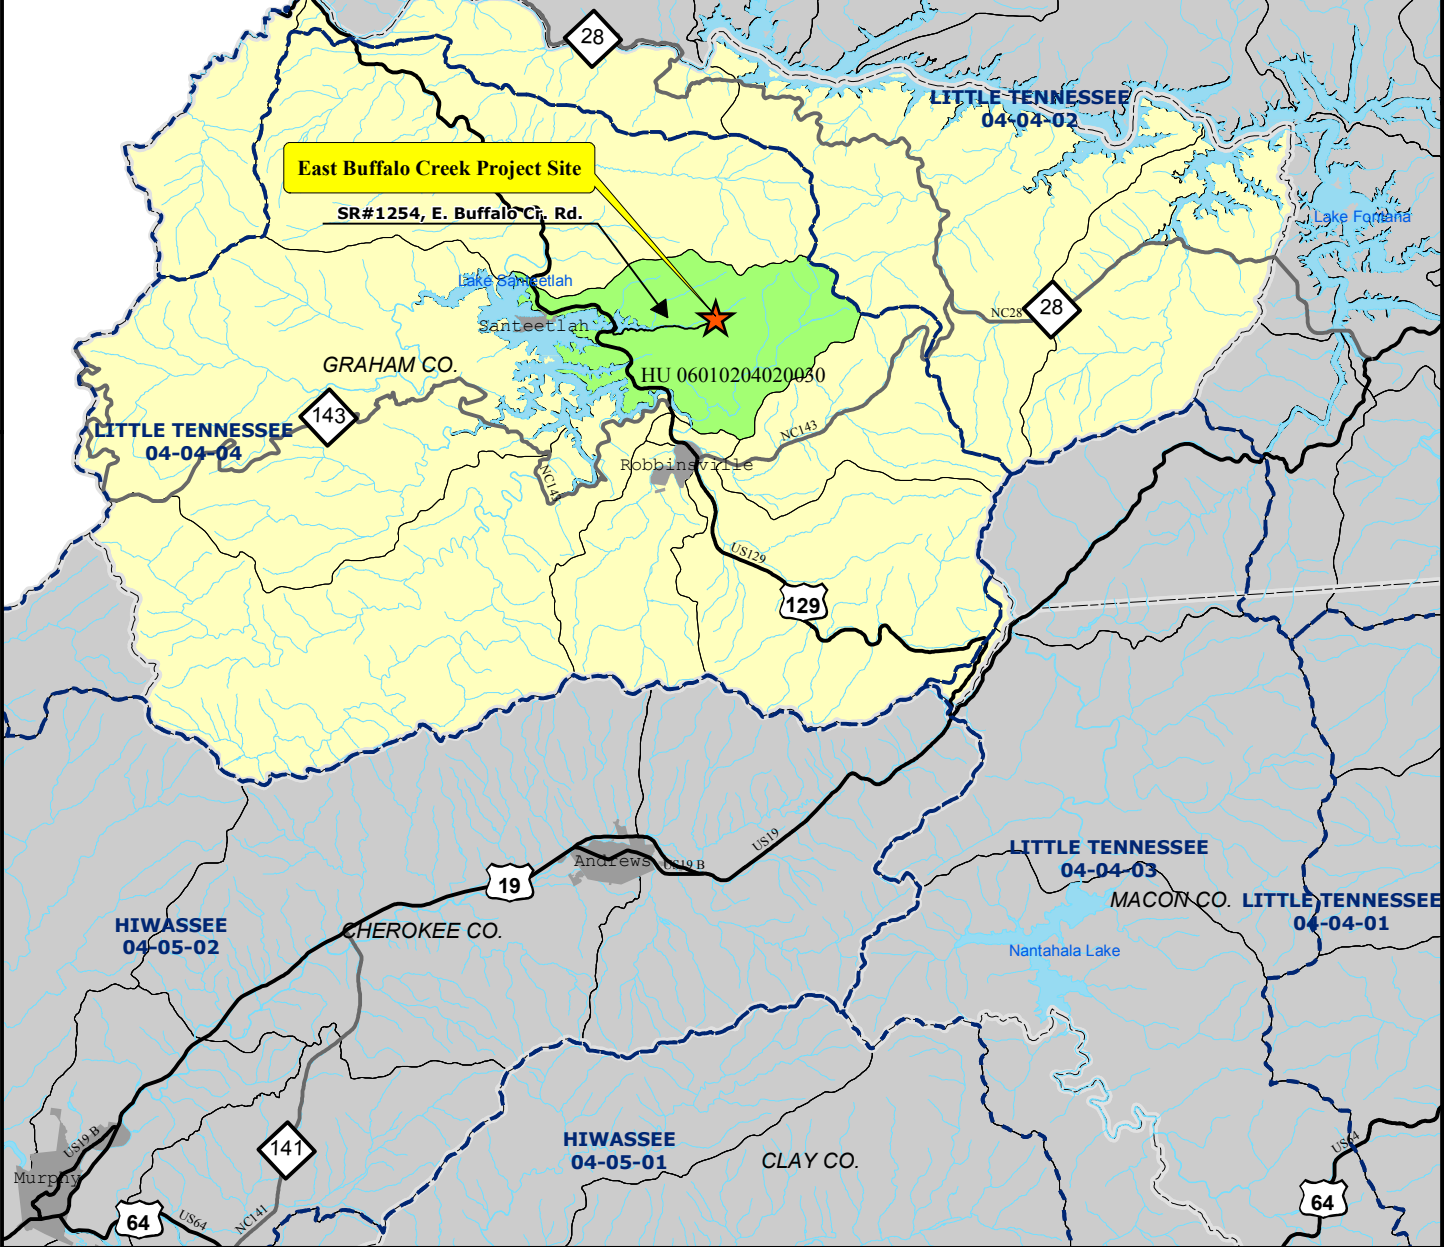 28
LITTLE TENNESSEE
04-04-02
East Buffalo Creek Project Site
SR#1254, E. Buffalo Cr. Rd.
Lake Fontana
Lake Santeetlah
Santeetlah
NC28
28
GRAHAM CO.
HU 06010204020030
143
LITTLE TENNESSEE
04-04-04
NC143
Robbinsville
NC143
US129
129
US19
LITTLE TENNESSEE
04-04-03
Andrews
US19 B
19
MACON CO.
LITTLE TENNESSEE
04-04-01
HIWASSEE
04-05-02
CHEROKEE CO.
Nantahala Lake
US19 B
141
HIWASSEE
04-05-01
CLAY CO.
US64
Murphy
64
US64
NC141
64